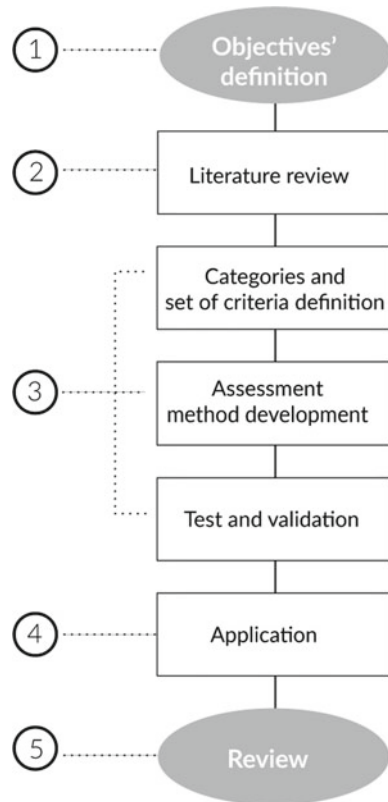 1
Objectives’
definition
2
Literature review
Categories and
set of criteria definition
3
Assessment
method development
Test and validation
4
Application
5
Review